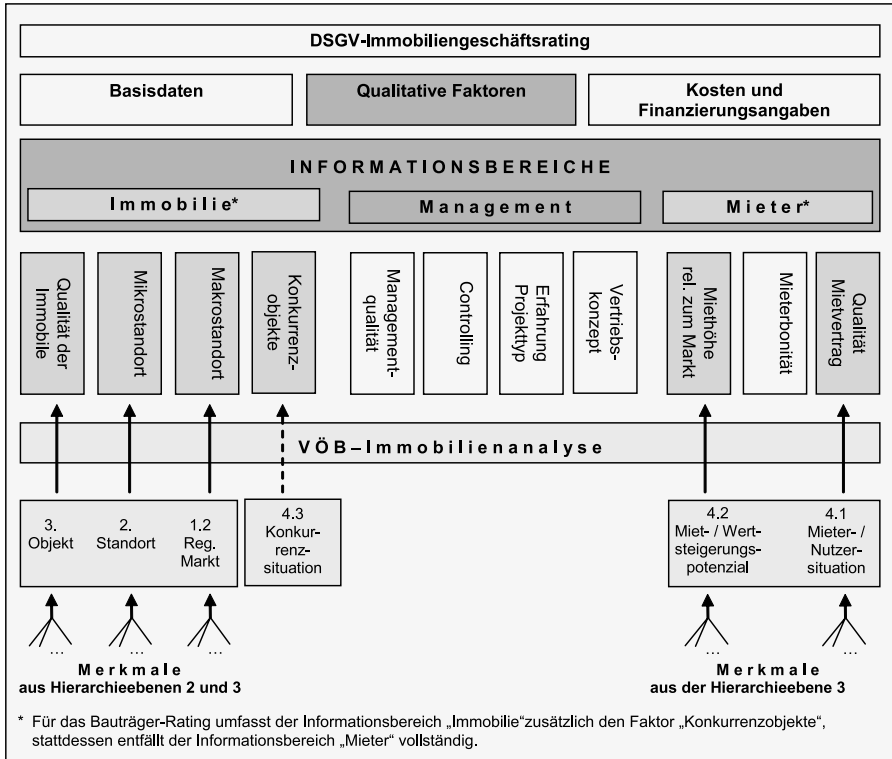 DSGV-Immobiliengeschäftsrating
Basisdaten
Qualitative Faktoren
Kosten und
Finanzierungsangaben
INFORMATIONSBEREICHE
Immobilie*
Management
Mieter*
Qualität der
Immobile
Mikrostandort
Makrostandort
Konkurrenz-
objekte
Management-
qualität
Controlling
Erfahrung
Projekttyp
Vertriebs-
konzept
Miethöhe
rel. zum Markt
Mieterbonität
Qualität
Mietvertrag
VÖB–Immobilienanalyse
3.
Objekt
2.
Standort
1.2
Reg.
Markt
4.3
Konkur-
renz-
situation
4.2
Miet- / Wert-
steigerungs-
potenzial
4.1
Mieter- /
Nutzer-
situation
...
...
...
...
...
Merkmale
aus Hierarchieebenen 2 und 3
Merkmale
aus der Hierarchieebene 3
* Für das Bauträger-Rating umfasst der Informationsbereich „Immobilie“zusätzlich den Faktor „Konkurrenzobjekte“,
stattdessen entfällt der Informationsbereich „Mieter“ vollständig.